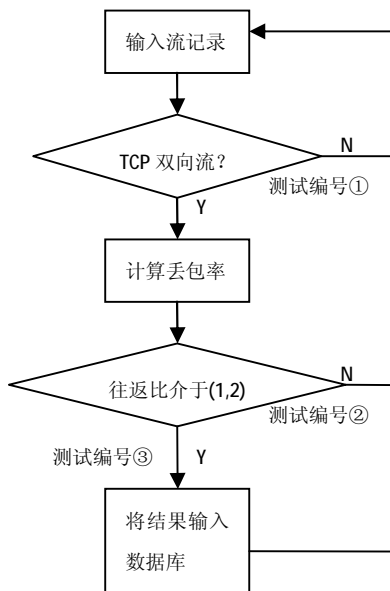 输入流记录
TCP 双向流?
N
测试编号①
Y
计算丢包率
往返比介于(1,2)
N
测试编号②
测试编号③
Y
将结果输入
数据库